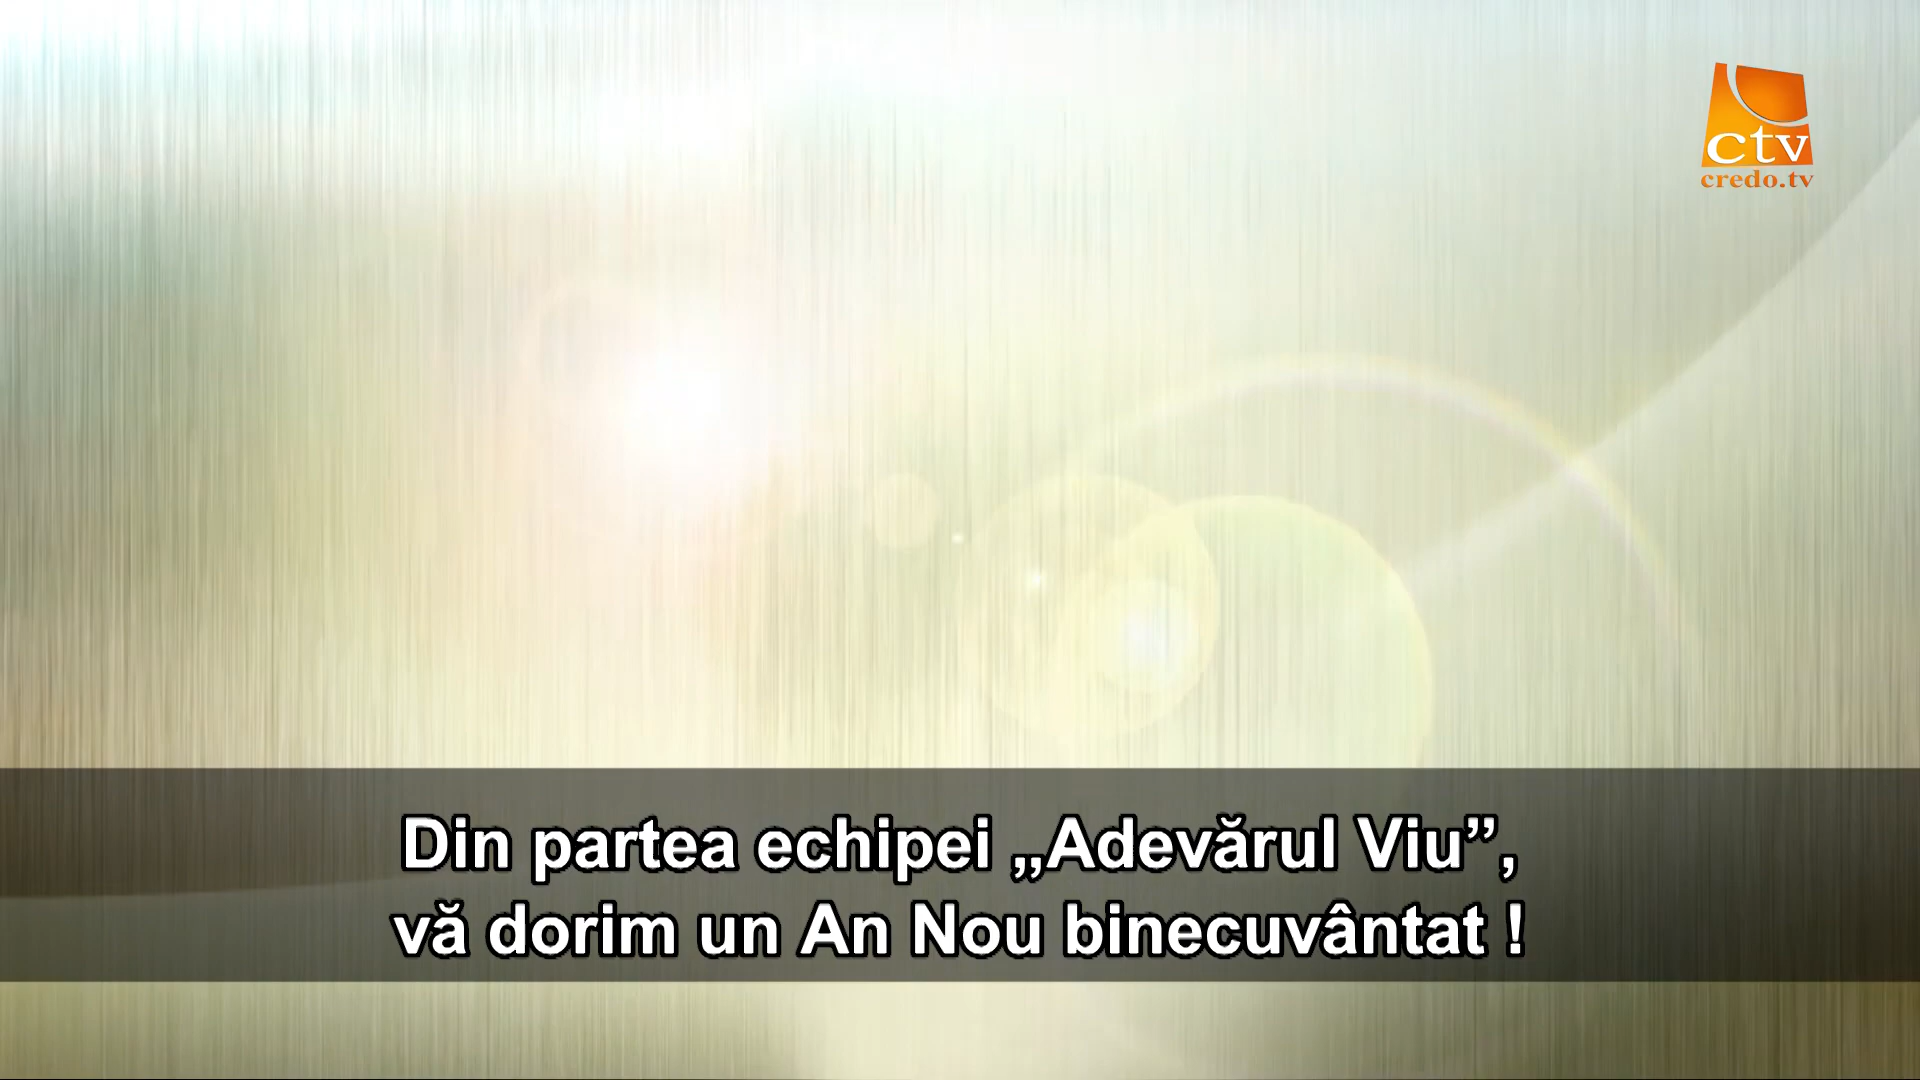 ctv
credo.tv
Din partea echipei „Adevărul Viu”,
vă dorim un An Nou binecuvântat !